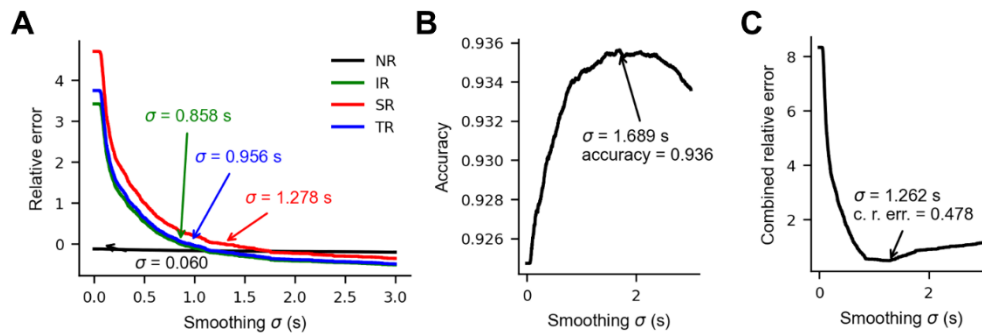 A
Relative error
4
3
2
1
0
0.0 0.5 1.0 1.5 2.0 2.5 3.0
Smoothing σ (s)
NR
IR
SR
TR
σ = 0.858 s
σ = 0.956 s
σ = 1.278 s
σ = 0.060
B
Accuracy
0.936
0.934
0.932
0.930
0.928
0.926
0 2
Smoothing σ (s)
σ = 1.689 s
accuracy = 0.936
C
Combined relative error
8
6
4
2
0 2
Smoothing σ (s)
σ = 1.262 s
c. r. err. = 0.478